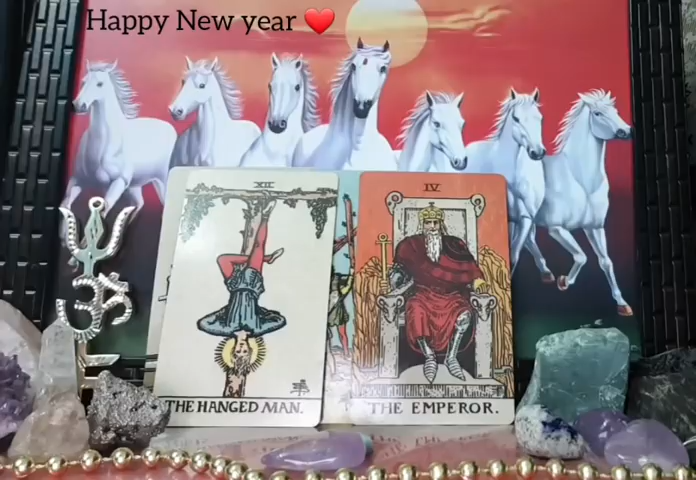 Happy New year ❤️
XII
IV
THE HANGED MAN.
THE EMPEROR.